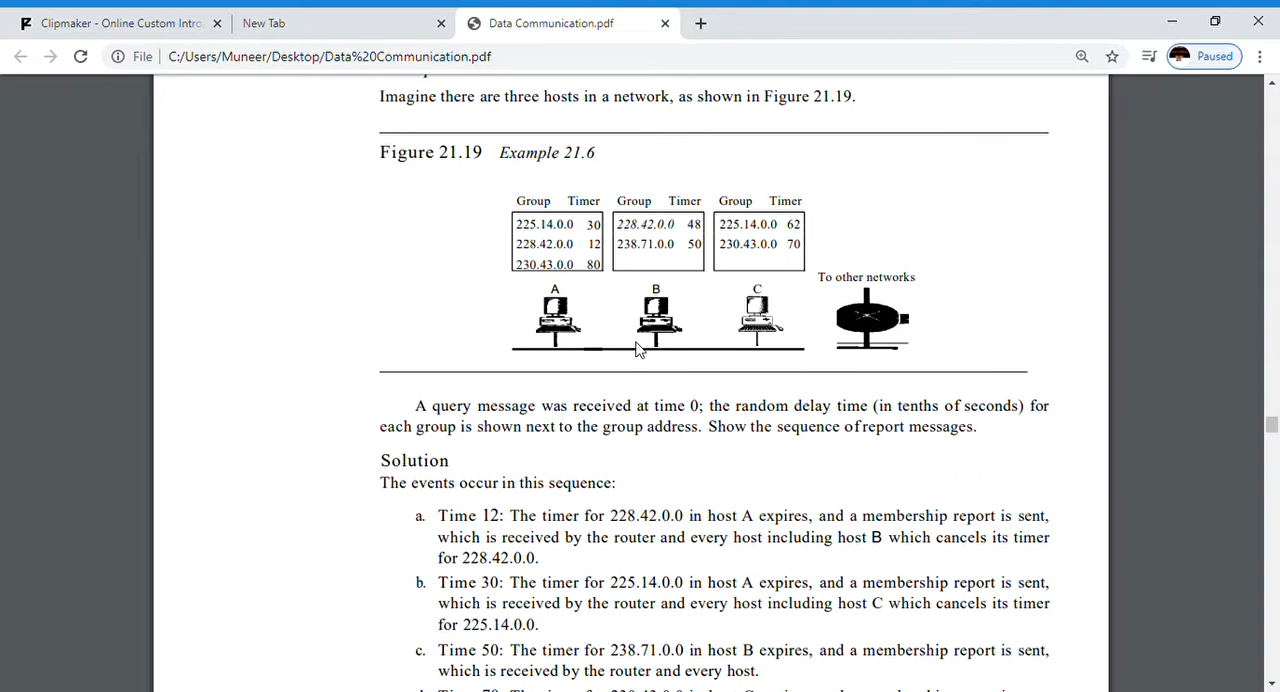 Clipmaker - Online Custom Intro
New Tab
Data Communication.pdf
File | C:/Users/Muneer/Desktop/Data%20Communication.pdf
Paused
Imagine there are three hosts in a network, as shown in Figure 21.19.
Figure 21.19 Example 21.6
Group Timer Group Timer Group Timer
225.14.0.0 30 228.42.0.0 48 225.14.0.0 62
228.42.0.0 12 238.71.0.0 50 230.43.0.0 70
230.43.0.0 80
To other networks
A B C
A query message was received at time 0; the random delay time (in tenths of seconds) for
each group is shown next to the group address. Show the sequence of report messages.
Solution
The events occur in this sequence:
a. Time 12: The timer for 228.42.0.0 in host A expires, and a membership report is sent,
which is received by the router and every host including host B which cancels its timer
for 228.42.0.0.
b. Time 30: The timer for 225.14.0.0 in host A expires, and a membership report is sent,
which is received by the router and every host including host C which cancels its timer
for 225.14.0.0.
c. Time 50: The timer for 238.71.0.0 in host B expires, and a membership report is sent,
which is received by the router and every host.